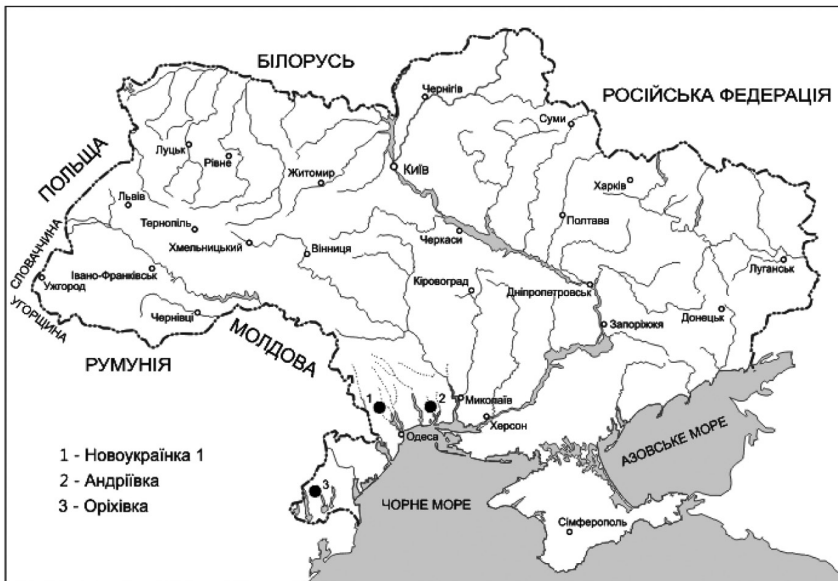 БІЛОРУСЬ
РОСІЙСЬКА ФЕДЕРАЦІЯ
ПОЛЬЩА
СЛОВАЧЧИНА
УГОРЩИНА
РУМУНІЯ
МОЛДОВА
Чернігів
Суми
Луцьк
Рівне
Житомир
Київ
Харків
Львів
Тернопіль
Хмельницький
Вінниця
Черкаси
Полтава
Луганськ
Ужгород
Івано-Франківськ
Чернівці
Кіровоград
Дніпропетровськ
Донецьк
Запоріжжя
1
2
Миколаїв
Херсон
Одеса
3
АЗОВСЬКЕ МОРЕ
ЧОРНЕ МОРЕ
Сімферополь
1 - Новоукраїнка 1
2 - Андріївка
3 - Оріхівка